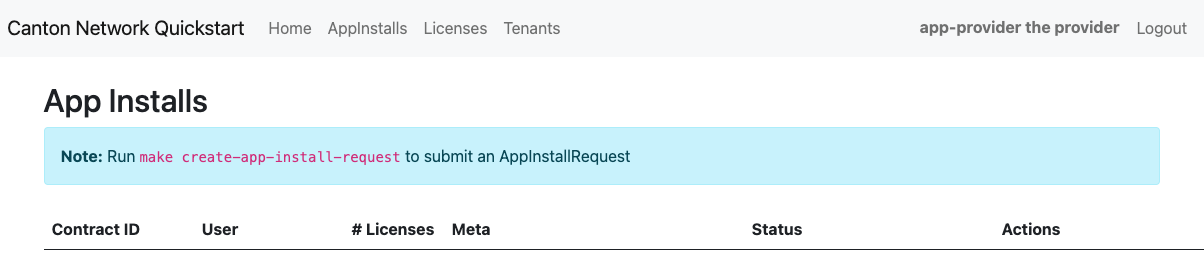 Canton Network Quickstart Home AppInstalls Licenses Tenants app-provider the provider Logout
App Installs
Note: Run make create-app-install-request to submit an AppInstallRequest
Contract ID User # Licenses Meta Status Actions